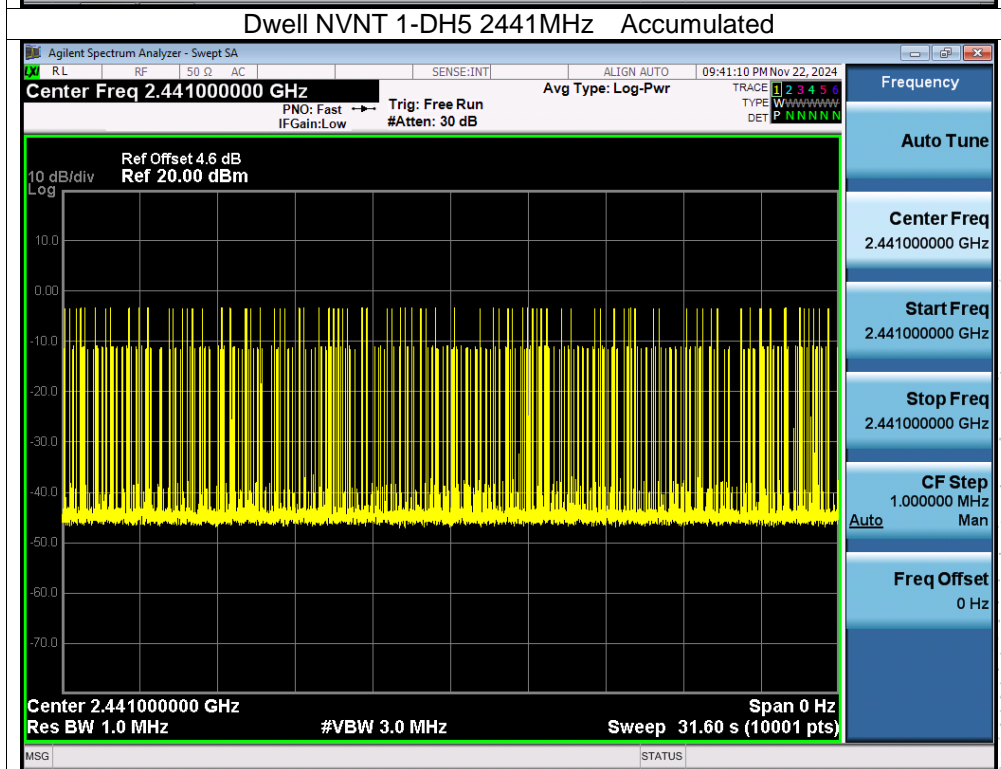 Dwell NVNT 1-DH5 2441MHz Accumulated
Agilent Spectrum Analyzer - Swept SA
LXI RL RF 50 Ω AC SENSE:INT ALIGN AUTO 09:41:10 PM Nov 22, 2024
Center Freq 2.441000000 GHz
PNO: Fast
IFGain:Low
Trig: Free Run
#Atten: 30 dB
Avg Type: Log-Pwr
TRACE 1 2 3 4 5 6
TYPE WWWWWWW
DET P N N N N N
Ref Offset 4.6 dB
10 dB/div Ref 20.00 dBm
Log
10.0
0.00
-10.0
-20.0
-30.0
-40.0
-50.0
-60.0
-70.0
Center 2.441000000 GHz Span 0 Hz
Res BW 1.0 MHz #VBW 3.0 MHz Sweep 31.60 s (10001 pts)
MSG STATUS
Frequency
Auto Tune
Center Freq
2.441000000 GHz
Start Freq
2.441000000 GHz
Stop Freq
2.441000000 GHz
CF Step
1.000000 MHz
Auto Man
Freq Offset
0 Hz